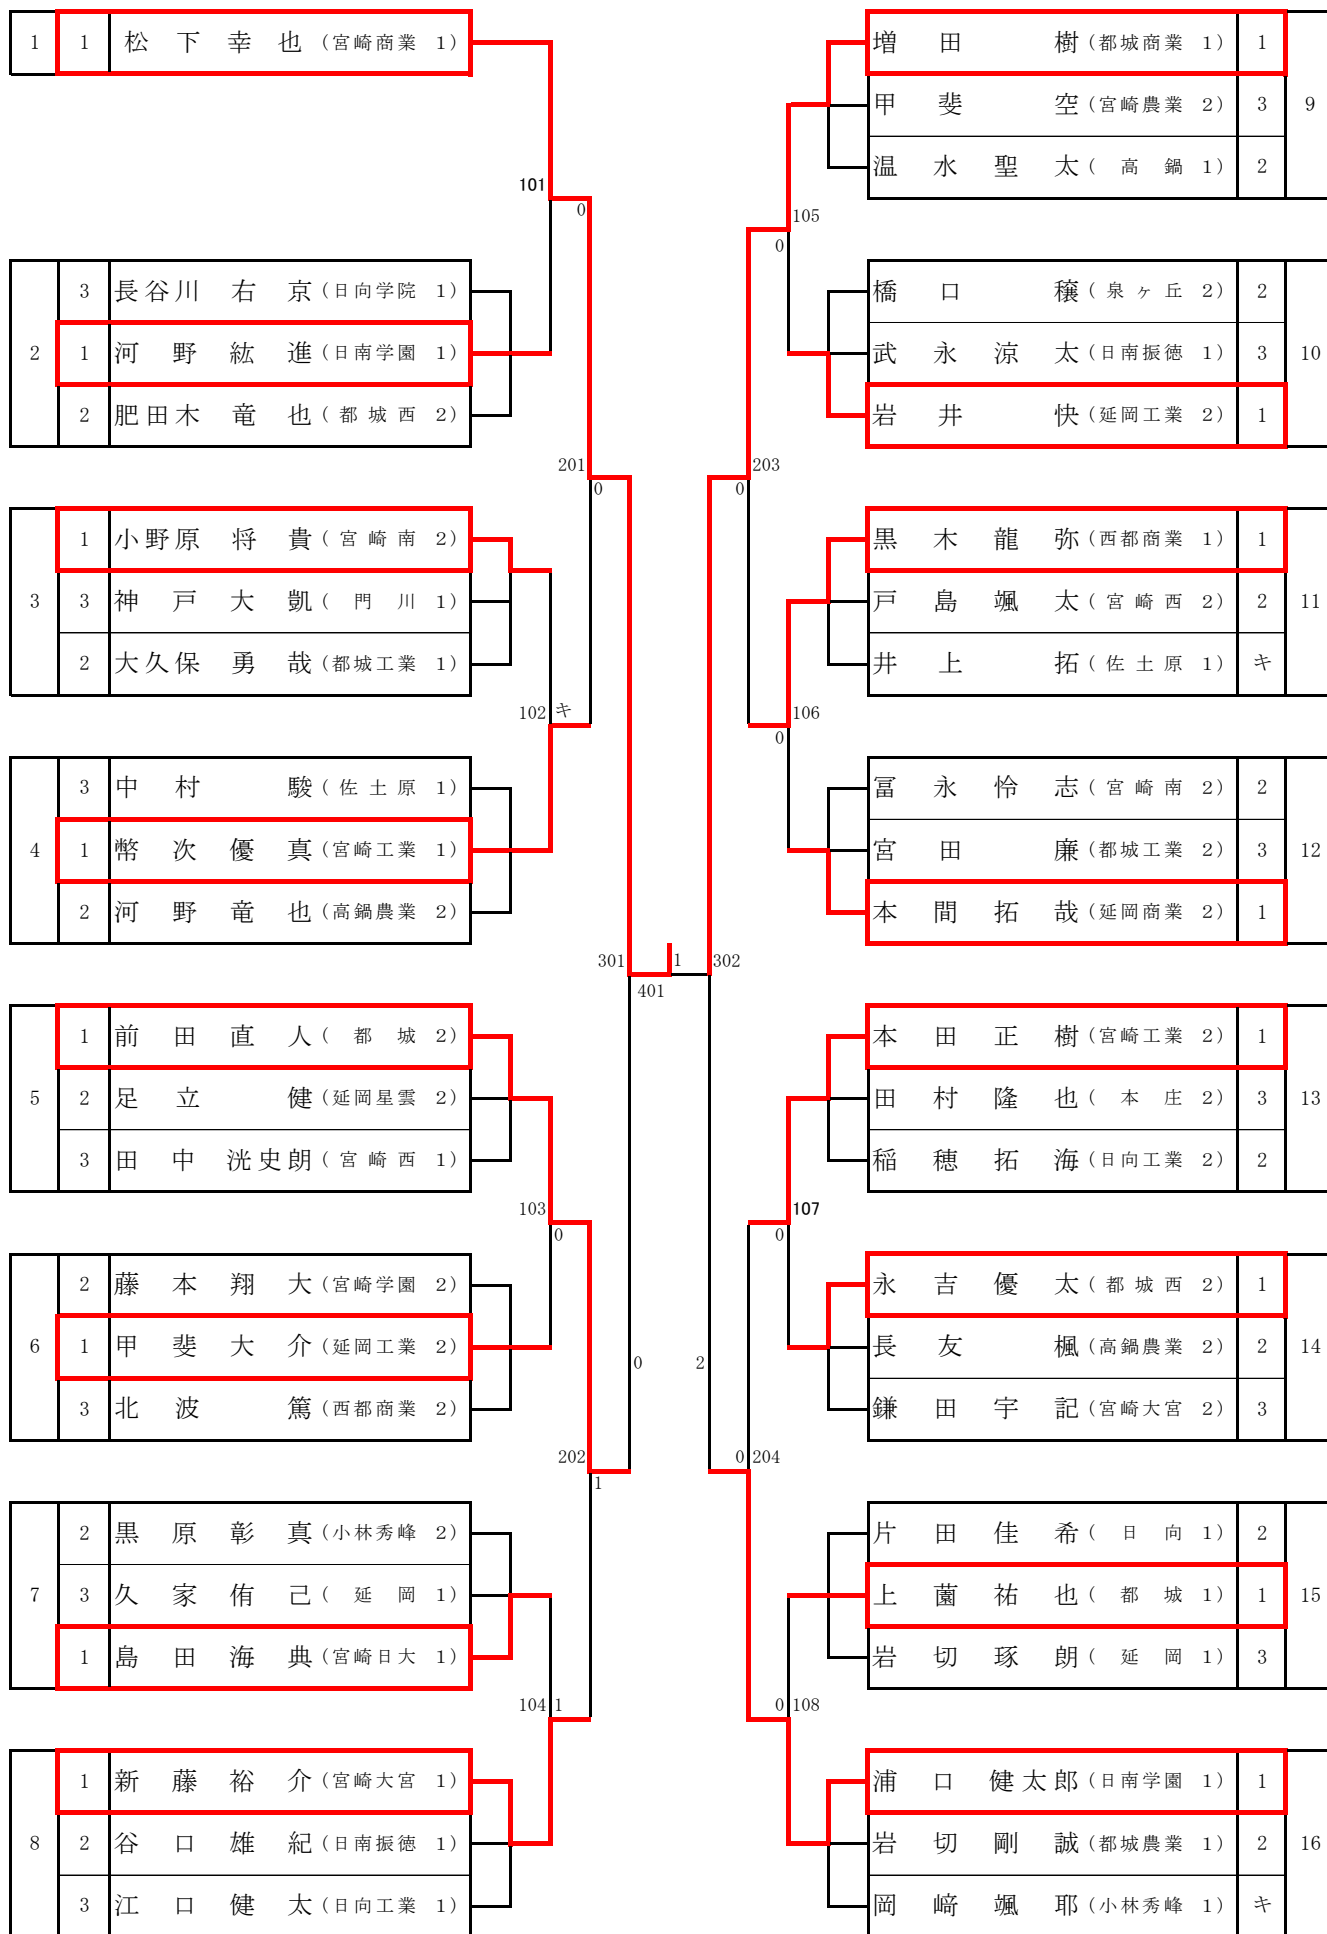 1 1 松下幸也 (宮崎商業 1)
101
0
2
3 長谷川右京 (日向学院 1)
1 河野紘進 (日南学園 1)
2 肥田木竜也 (都城西 2)
201
0
3
1 小野原将貴 (宮崎南 2)
3 神戸大凱 (門川 1)
2 大久保勇哉 (都城工業 1)
102 キ
4
3 中村駿 (佐土原 1)
1 幣次優真 (宮崎工業 1)
2 河野竜也 (高鍋農業 2)
301 1 302
401
5
1 前田直人 (都城 2)
2 足立健 (延岡星雲 2)
3 田中洸史朗 (宮崎西 1)
103
0
6
2 藤本翔大 (宮崎学園 2)
1 甲斐大介 (延岡工業 2)
3 北波篤 (西都商業 2)
0 2
202
1
7
2 黒原彰真 (小林秀峰 2)
3 久家侑己 (延岡 1)
1 島田海典 (宮崎日大 1)
104 1
8
1 新藤裕介 (宮崎大宮 1)
2 谷口雄紀 (日南振徳 1)
3 江口健太 (日向工業 1)
増田樹 (都城商業 1) 1
甲斐空 (宮崎農業 2) 3
温水聖太 (高鍋 1) 2
9
105
0
橋口穣 (泉ヶ丘 2) 2
武永涼太 (日南振徳 1) 3
岩井快 (延岡工業 2) 1
10
203
0
黒木龍弥 (西都商業 1) 1
戸島颯太 (宮崎西 2) 2
井上拓 (佐土原 1) キ
11
106
0
冨永怜志 (宮崎南 2) 2
宮田廉 (都城工業 2) 3
本間拓哉 (延岡商業 2) 1
12
本田正樹 (宮崎工業 2) 1
田村隆也 (本庄 2) 3
稲穂拓海 (日向工業 2) 2
13
107
0
永吉優太 (都城西 2) 1
長友楓 (高鍋農業 2) 2
鎌田宇記 (宮崎大宮 2) 3
14
0 204
片田佳希 (日向 1) 2
上薗祐也 (都城 1) 1
岩切琢朗 (延岡 1) 3
15
0 108
浦口健太郎 (日南学園 1) 1
岩切剛誠 (都城農業 1) 2
岡﨑颯耶 (小林秀峰 1) キ
16